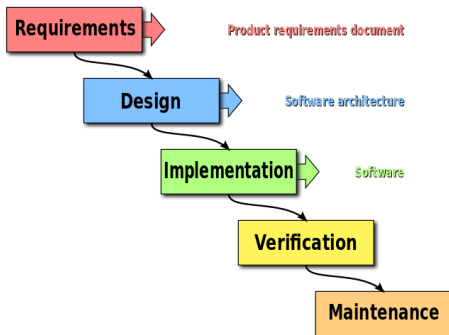 Requirements
Product requirements document
Design
Software architecture
Implementation
Software
Verification
Maintenance